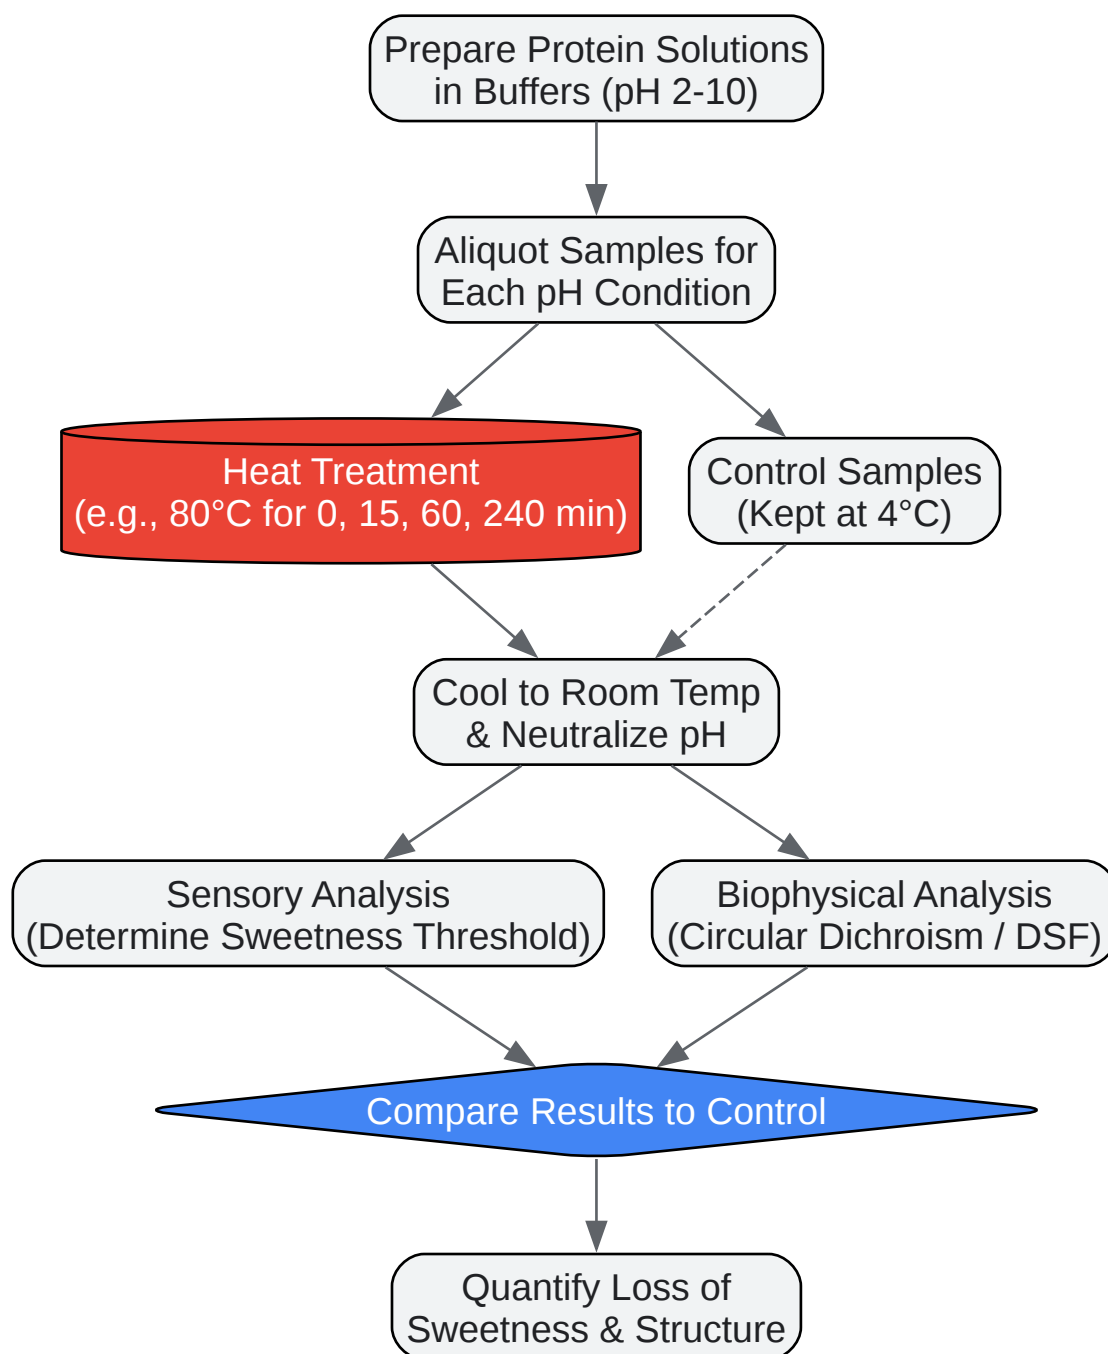 Prepare Protein Solutions
in Buffers (pH 2-10)
Aliquot Samples for
Each pH Condition
Heat Treatment
(e.g., 80°C for 0, 15, 60, 240 min)
Control Samples
(Kept at 4°C)
Cool to Room Temp
& Neutralize pH
Sensory Analysis
(Determine Sweetness Threshold)
Biophysical Analysis
(Circular Dichroism / DSF)
Compare Results to Control
Quantify Loss of
Sweetness & Structure